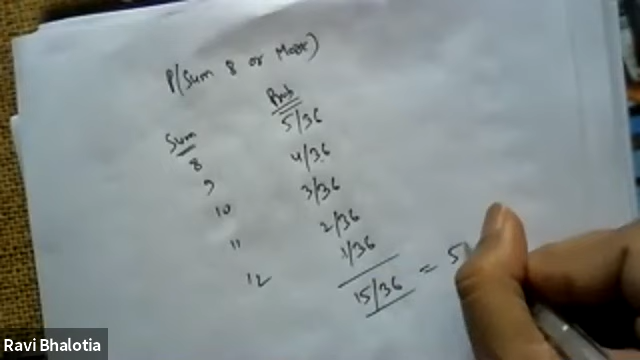 P(Sum 8 or More)
Sum Prob
8 5/36
9 4/36
10 3/36
11 2/36
12 1/36
15/36 = 5
Ravi Bhalotia